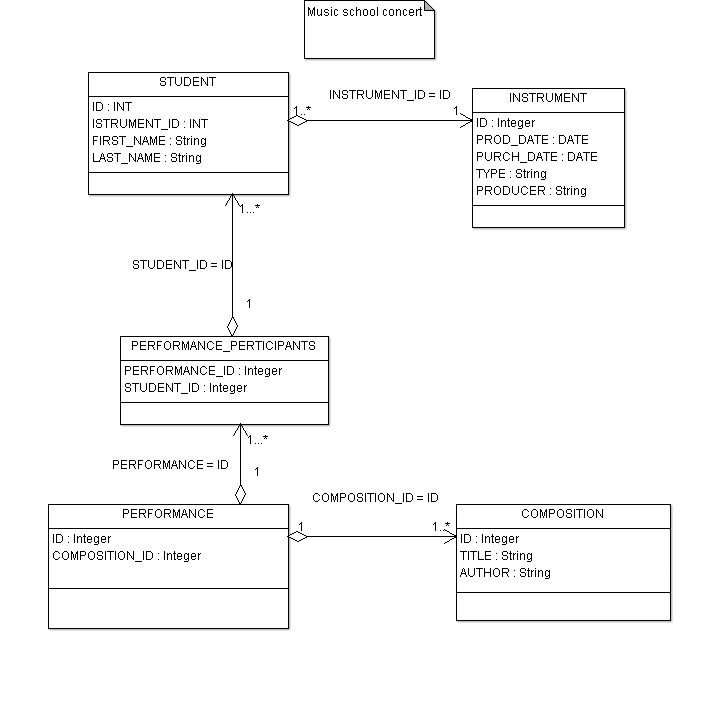 Music school concert
STUDENT
ID : INT
ISTRUMENT_ID : INT
FIRST_NAME : String
LAST_NAME : String
1..*
INSTRUMENT_ID = ID
1
INSTRUMENT
ID : Integer
PROD_DATE : DATE
PURCH_DATE : DATE
TYPE : String
PRODUCER : String
1...*
STUDENT_ID = ID
1
PERFORMANCE_PERTICIPANTS
PERFORMANCE_ID : Integer
STUDENT_ID : Integer
1...*
PERFORMANCE = ID
1
PERFORMANCE
ID : Integer
COMPOSITION_ID : Integer
COMPOSITION_ID = ID
1
1..*
COMPOSITION
ID : Integer
TITLE : String
AUTHOR : String